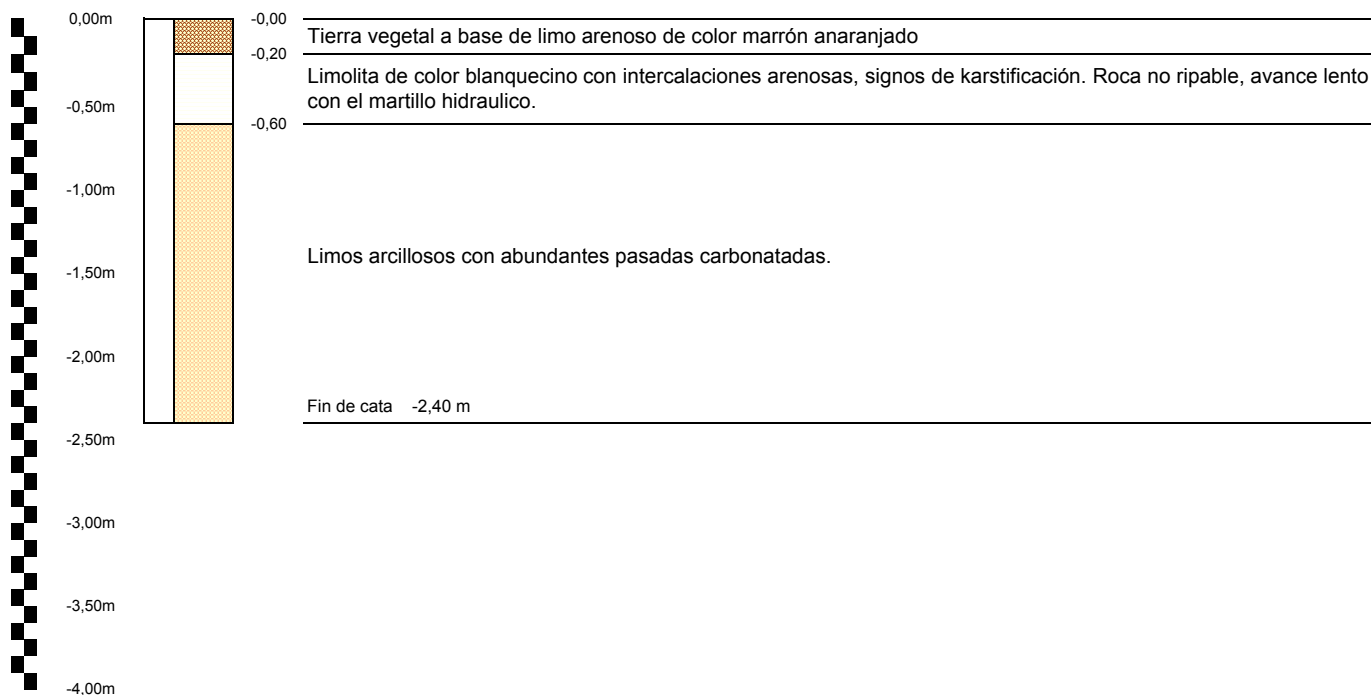 0,00m
-0,00
Tierra vegetal a base de limo arenoso de color marrón anaranjado
-0,20
Limolita de color blanquecino con intercalaciones arenosas, signos de karstificación. Roca no ripable, avance lento
con el martillo hidraulico.
-0,50m
-0,60
-1,00m
Limos arcillosos con abundantes pasadas carbonatadas.
-1,50m
-2,00m
Fin de cata -2,40 m
-2,50m
-3,00m
-3,50m
-4,00m